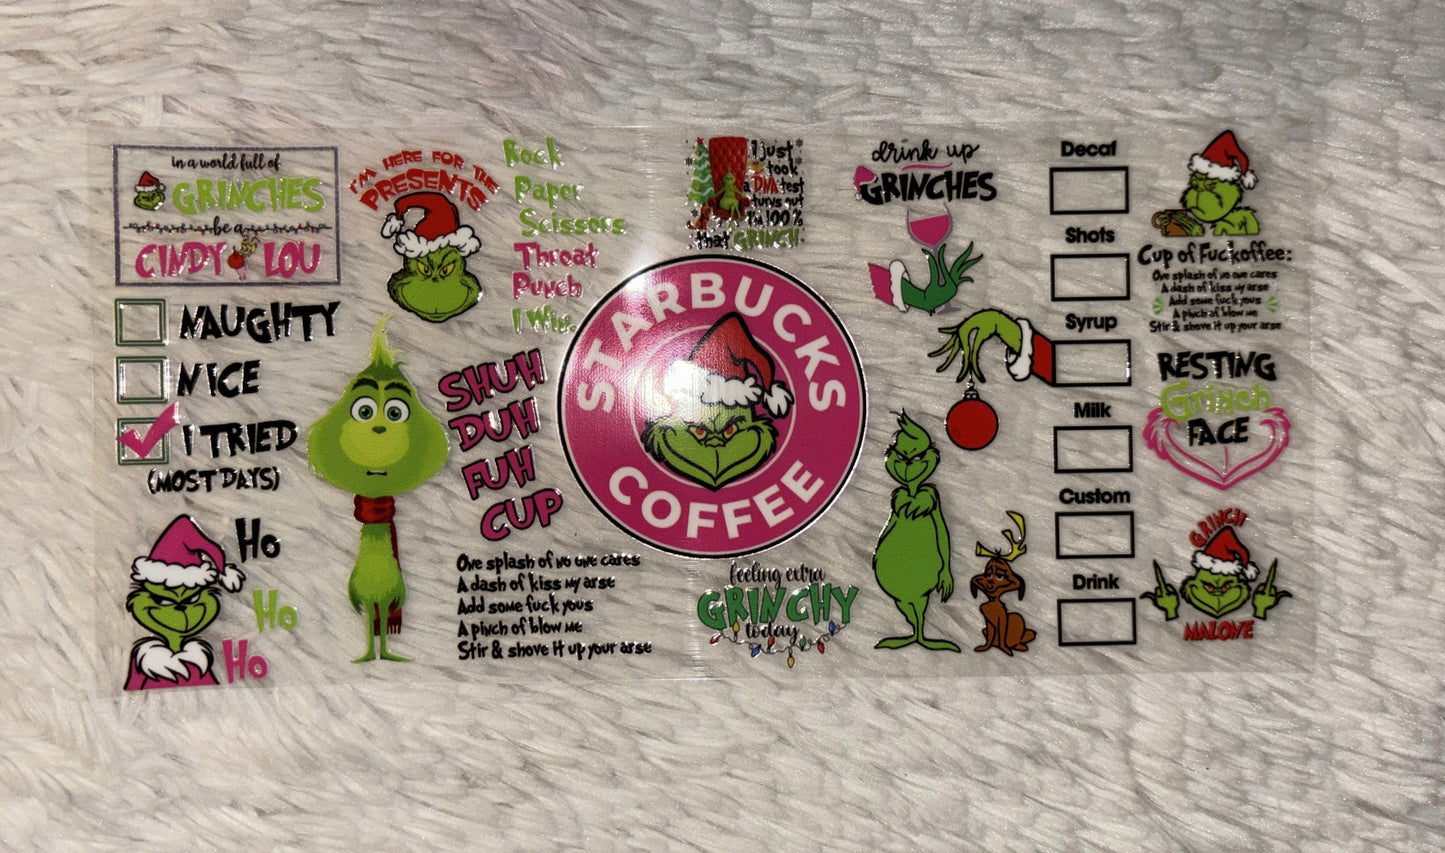 in a world full of
GRINCHES
be a
CINDY LOU
NAUGHTY
NICE
I TRIED
(MOST DAYS)
Ho
Ho
Ho
I'M HERE FOR THE
PRESENTS
Rock
Paper
Scissors
Throat
Punch
I Win.
SHUH
DUH
FUH
CUP
One splash of no one cares
A dash of kiss my arse
Add some fuck yous
A pinch of blow me
Stir & shove it up your arse
STARBUCKS
COFFEE
I just
took
a DNA test
turns out
I'm 100%
that GRINCH
feeling extra
GRINCHY
today
drink up
GRINCHES
Decaf
Shots
Syrup
Milk
Custom
Drink
Cup of Fuckoffee:
One splash of no one cares
A dash of kiss my arse
Add some fuck yous
A pinch of blow me
Stir & shove it up your arse
RESTING
Grinch
FACE
GRINCH
MALONE